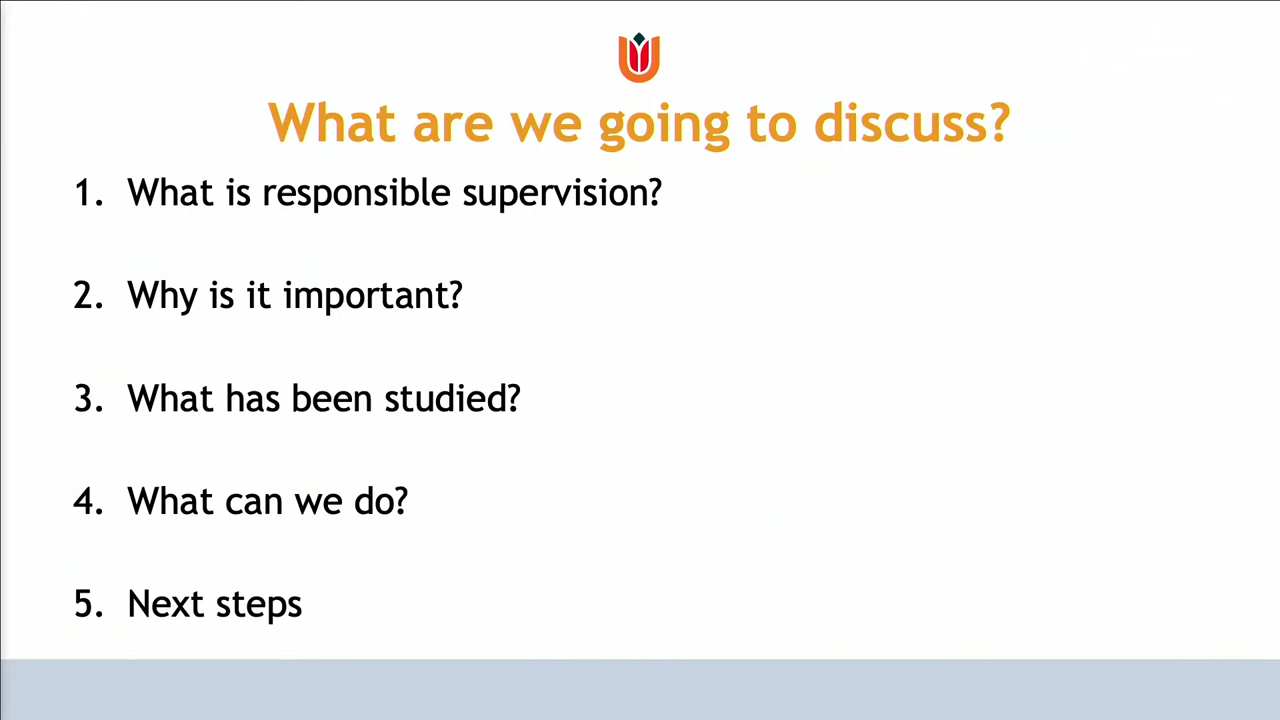 What are we going to discuss?
1. What is responsible supervision?
2. Why is it important?
3. What has been studied?
4. What can we do?
5. Next steps